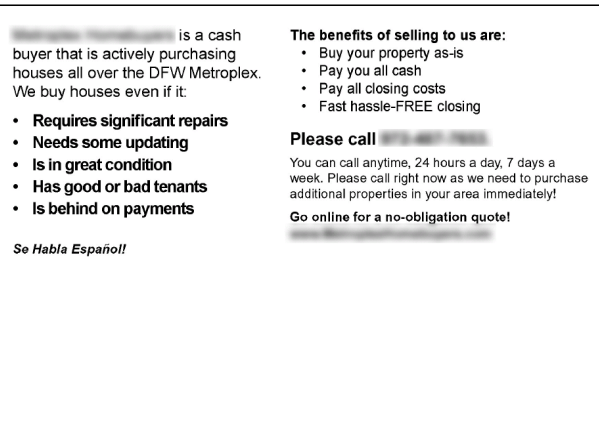 is a cash
buyer that is actively purchasing
houses all over the DFW Metroplex.
We buy houses even if it:
• Requires significant repairs
• Needs some updating
• Is in great condition
• Has good or bad tenants
• Is behind on payments
Se Habla Español!
The benefits of selling to us are:
• Buy your property as-is
• Pay you all cash
• Pay all closing costs
• Fast hassle-FREE closing
Please call
You can call anytime, 24 hours a day, 7 days a
week. Please call right now as we need to purchase
additional properties in your area immediately!
Go online for a no-obligation quote!